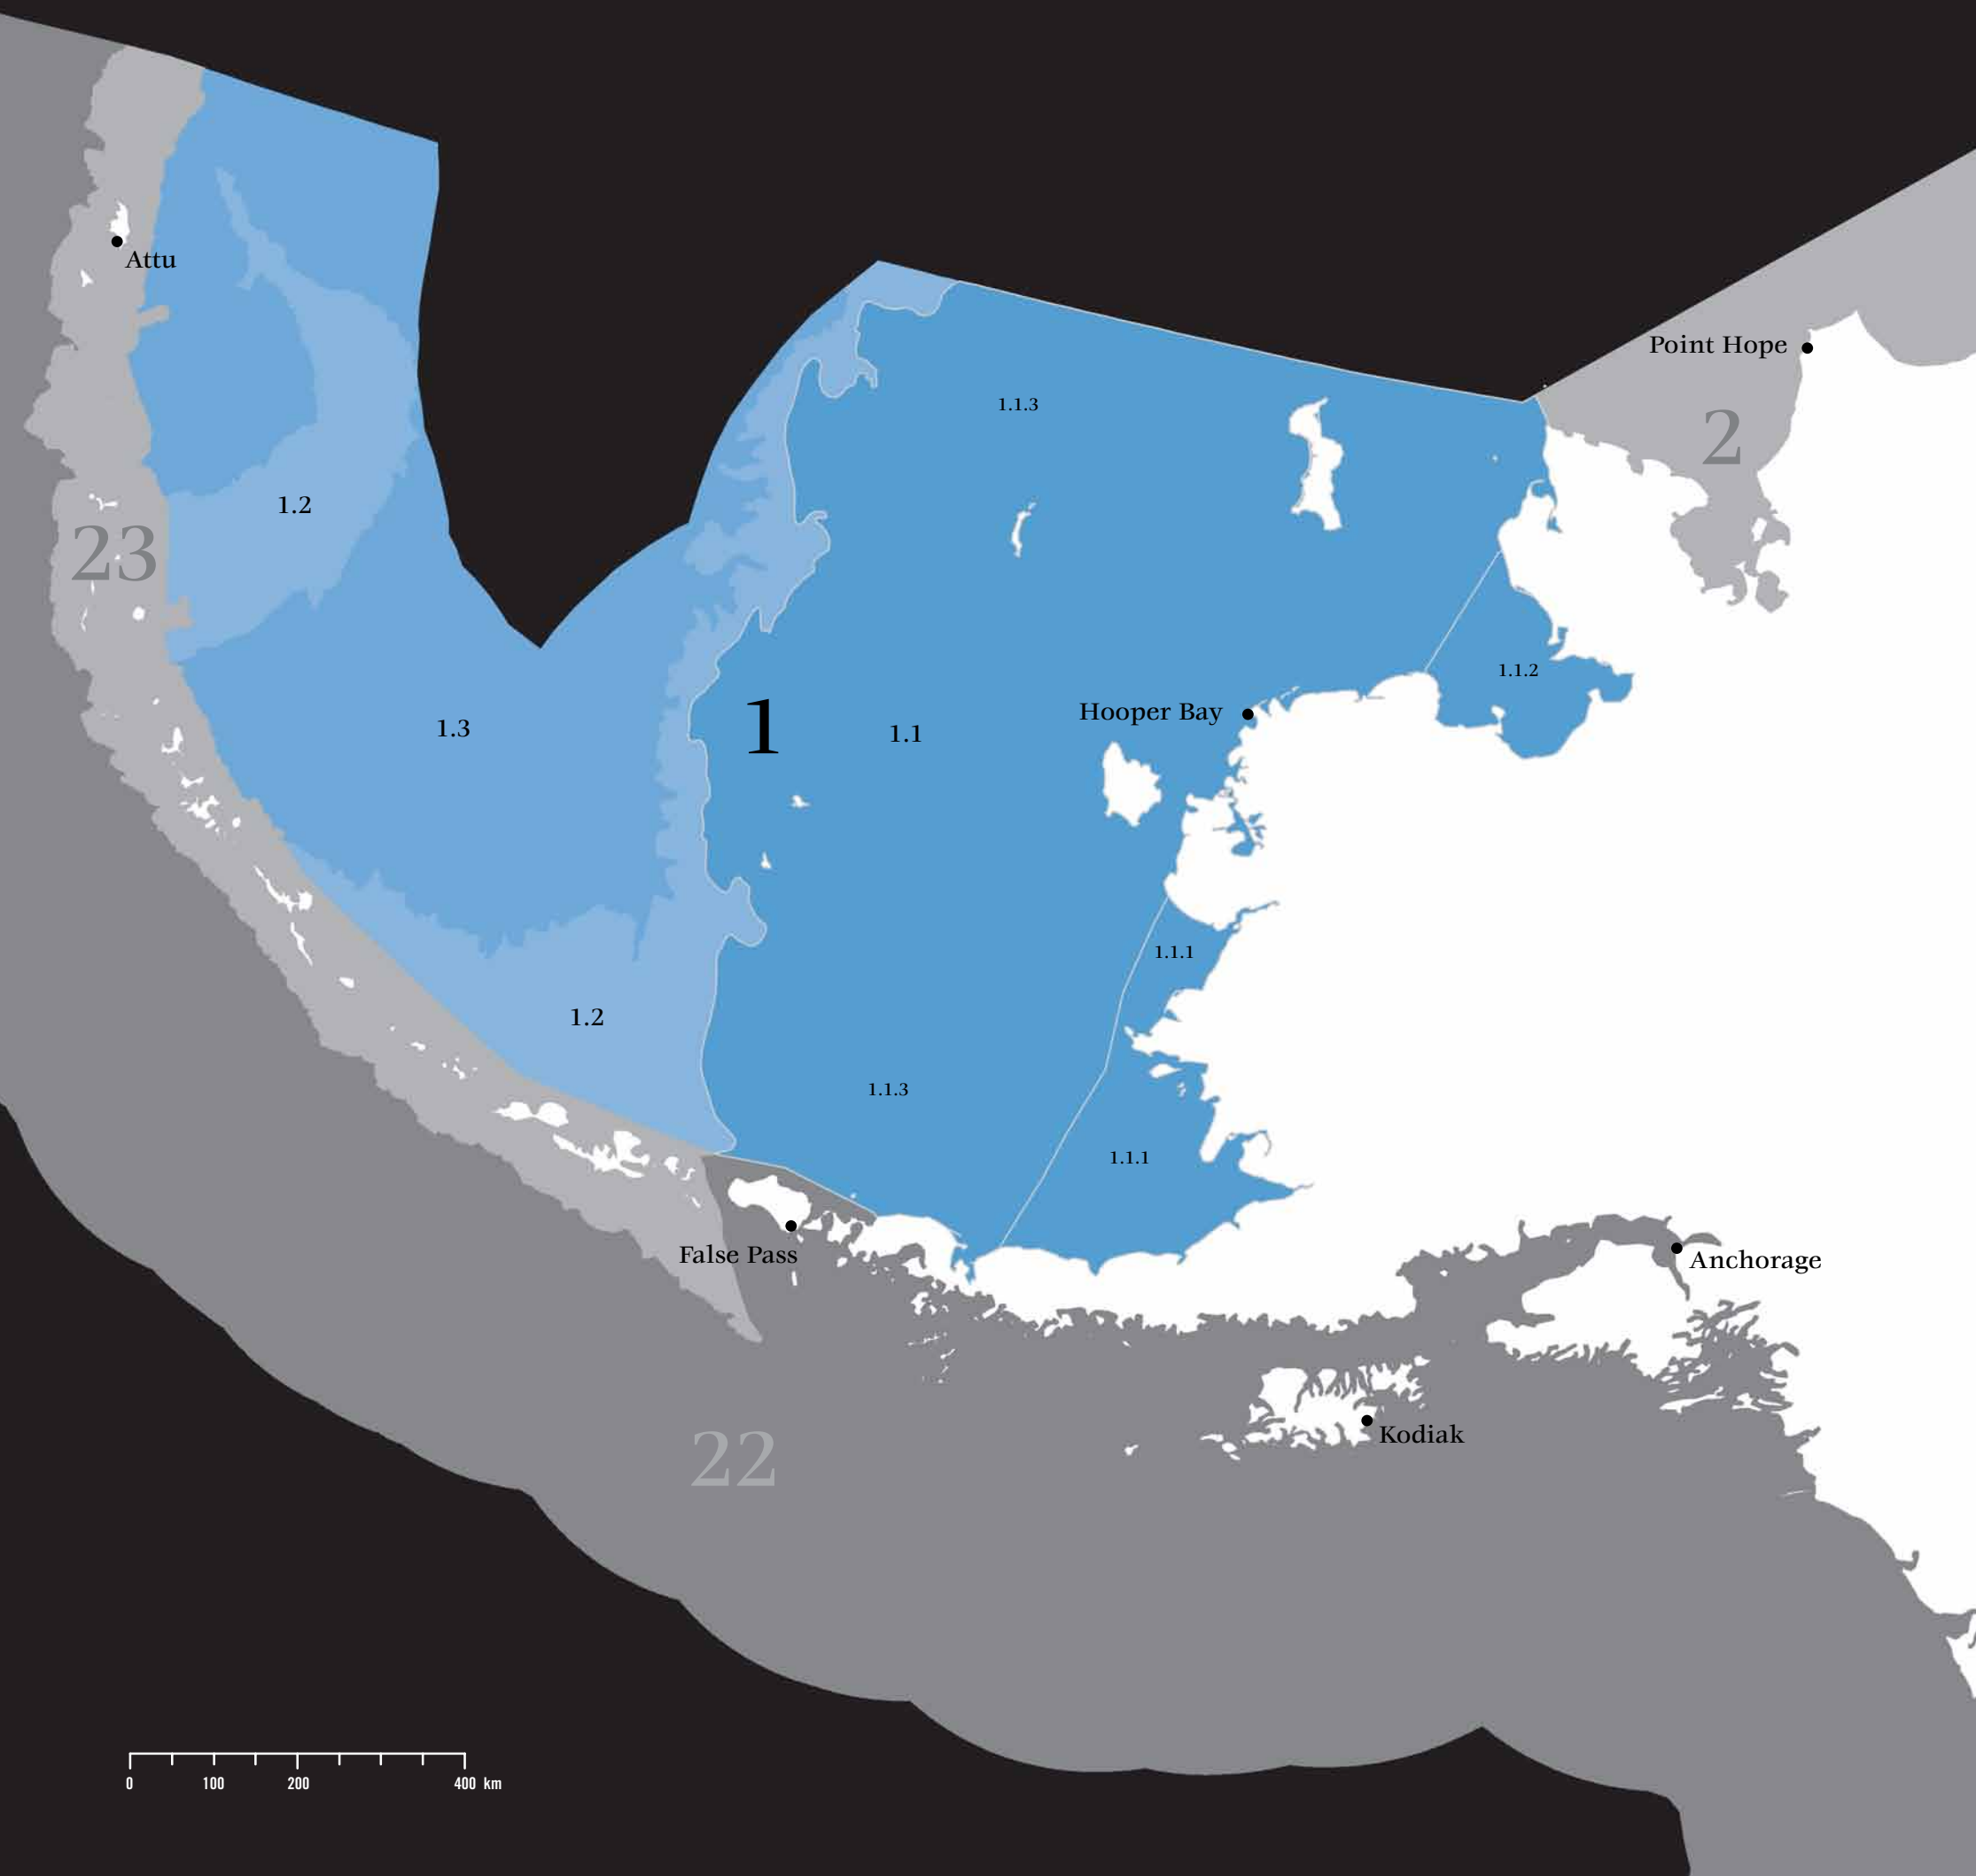 Attu
Point Hope
1.1.3
2
1.2
23
1.1.2
Hooper Bay
1
1.3
1.1
1.1.1
1.2
1.1.3
1.1.1
False Pass
Anchorage
Kodiak
22
0 100 200 400 km